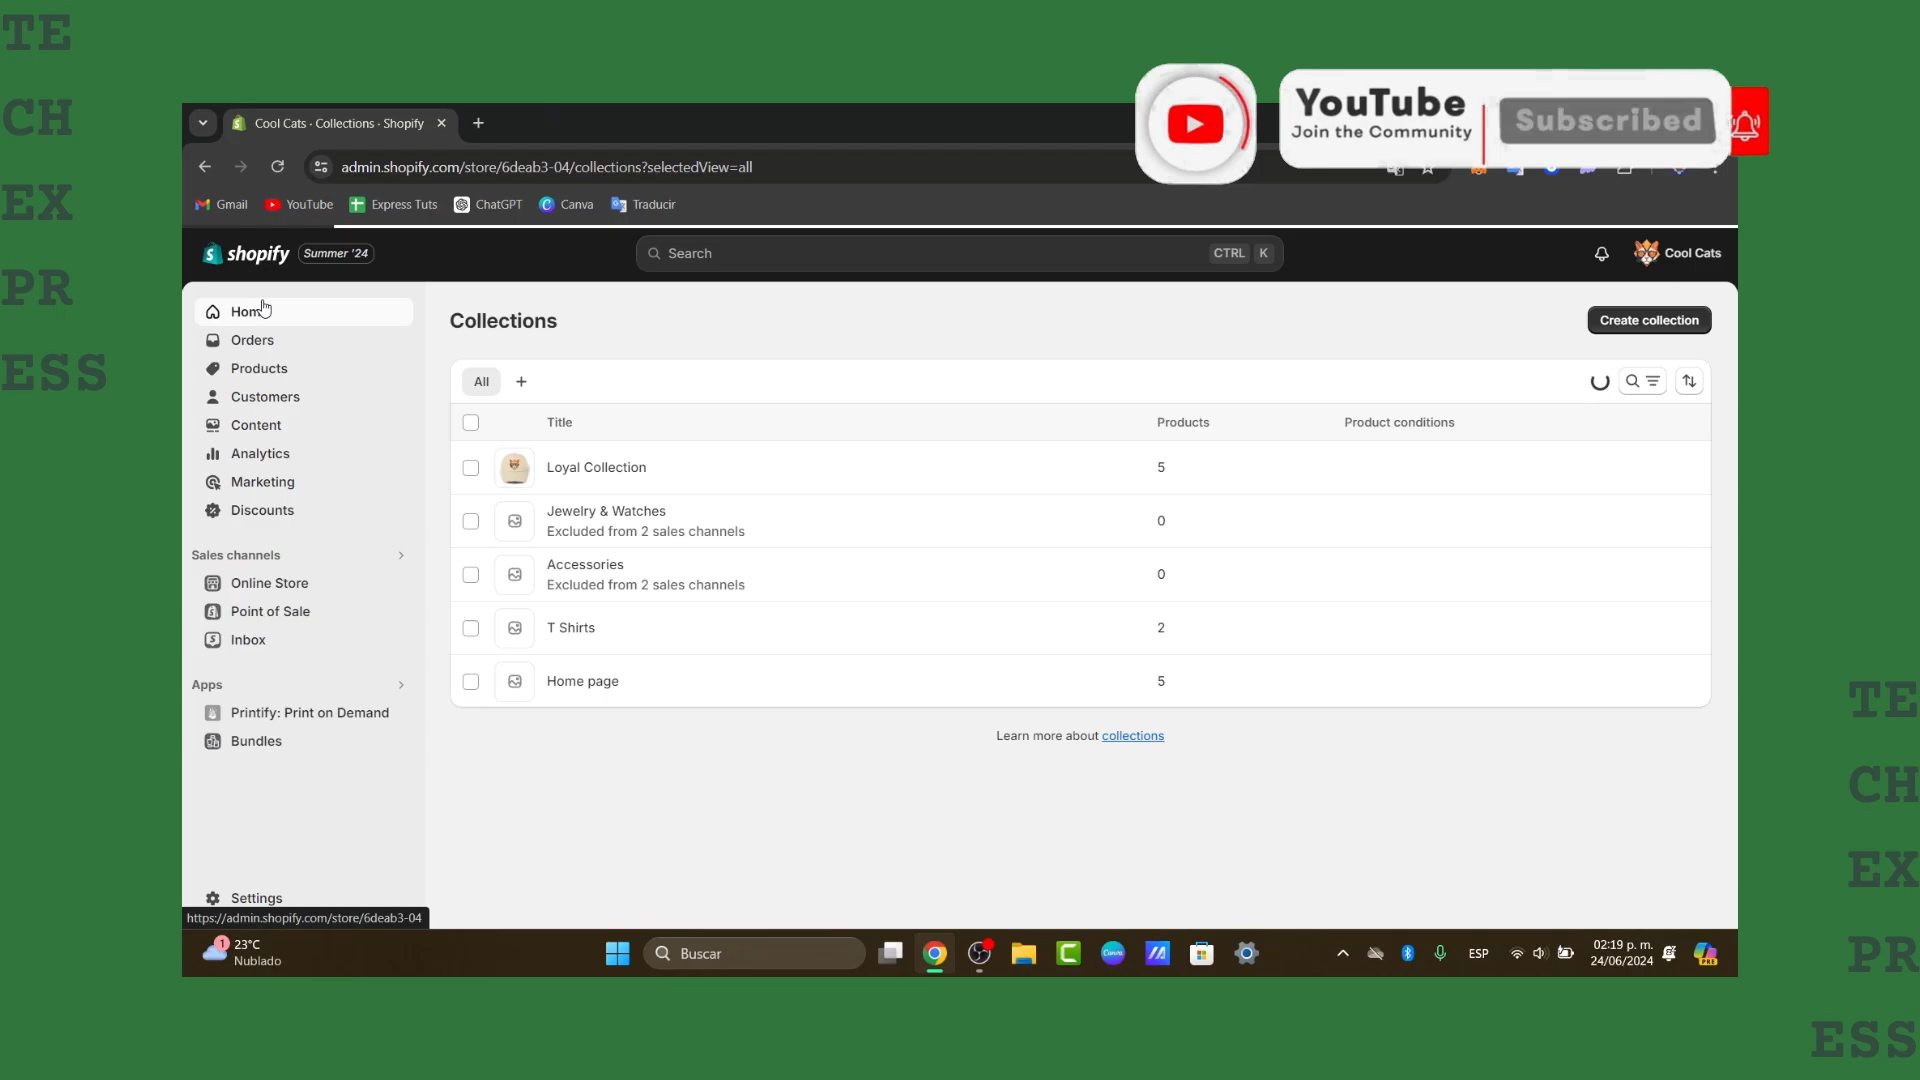 TE
CH
EX
PR
ESS
YouTube
Join the Community
Subscribed
Cool Cats · Collections · Shopify
admin.shopify.com/store/6deab3-04/collections?selectedView=all
Gmail YouTube Express Tuts ChatGPT Canva Traducir
shopify Summer '24 Search CTRL K Cool Cats
Home
Orders
Products
Customers
Content
Analytics
Marketing
Discounts
Sales channels
Online Store
Point of Sale
Inbox
Apps
Printify: Print on Demand
Bundles
Settings
https://admin.shopify.com/store/6deab3-04
Collections Create collection
All +
Title Products Product conditions
Loyal Collection 5
Jewelry & Watches
Excluded from 2 sales channels 0
Accessories
Excluded from 2 sales channels 0
T Shirts 2
Home page 5
Learn more about collections
1 23°C
Nublado
Buscar
Canva
ESP
02:19 p. m.
24/06/2024
PRE
TE
CH
EX
PR
ESS